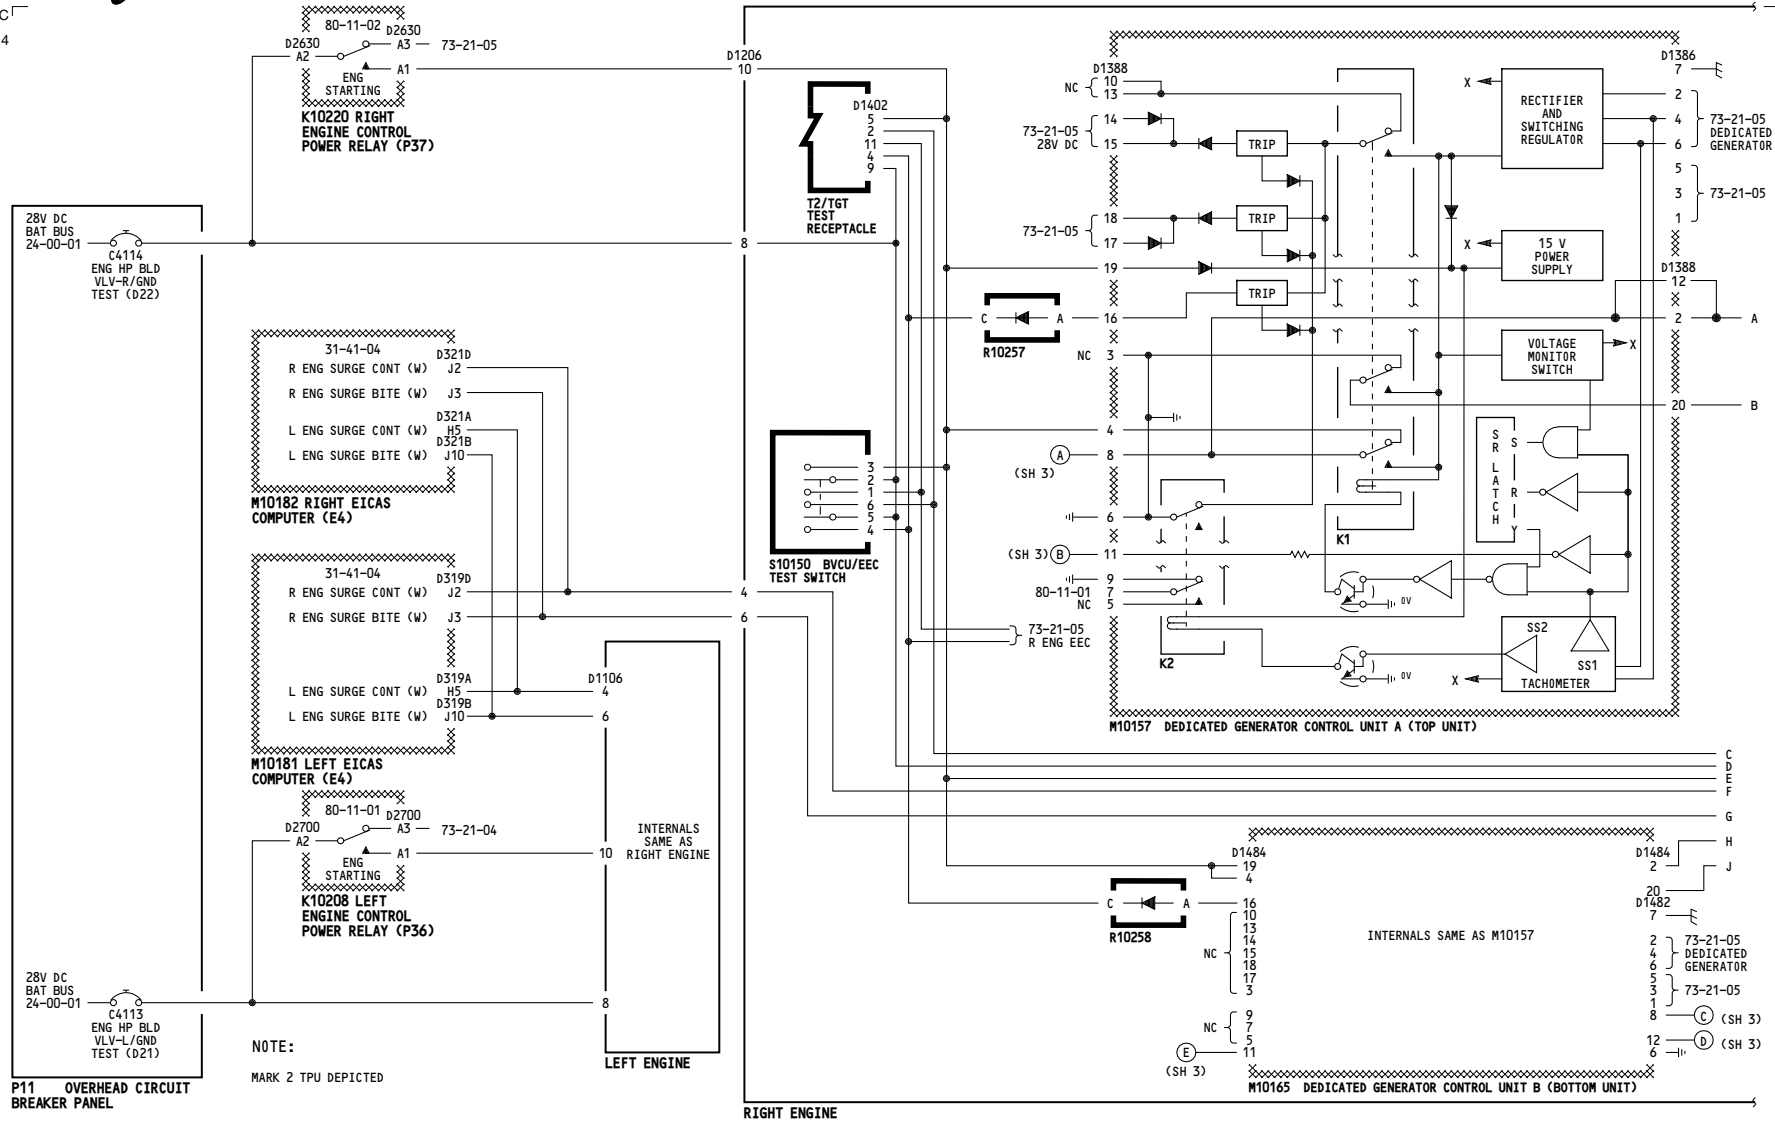 C
4
80-11-02
D2630
D2630
A2
A3
73-21-05
A1
ENG
STARTING
K10220 RIGHT
ENGINE CONTROL
POWER RELAY (P37)
28V DC
BAT BUS
24-00-01
C4114
ENG HP BLD
VLV-R/GND
TEST (D22)
31-41-04
D321D
R ENG SURGE CONT (W) J2
R ENG SURGE BITE (W) J3
D321A
L ENG SURGE CONT (W) H5
D321B
L ENG SURGE BITE (W) J10
M10182 RIGHT EICAS
COMPUTER (E4)
31-41-04
D319D
R ENG SURGE CONT (W) J2
R ENG SURGE BITE (W) J3
D319A
L ENG SURGE CONT (W) H5
D319B
L ENG SURGE BITE (W) J10
M10181 LEFT EICAS
COMPUTER (E4)
80-11-01
D2700
D2700
A2
A3
73-21-04
A1
ENG
STARTING
K10208 LEFT
ENGINE CONTROL
POWER RELAY (P36)
28V DC
BAT BUS
24-00-01
C4113
ENG HP BLD
VLV-L/GND
TEST (D21)
NOTE:
MARK 2 TPU DEPICTED
P11 OVERHEAD CIRCUIT
BREAKER PANEL
D1106
4
6
10
8
INTERNALS
SAME AS
RIGHT ENGINE
LEFT ENGINE
D1206
10
8
4
6
D1402
5
2
11
4
9
T2/TGT
TEST
RECEPTACLE
3
2
1
6
5
4
S10150 BVCU/EEC
TEST SWITCH
C A
R10257
73-21-05
R ENG EEC
D1388
NC
10
13
73-21-05
28V DC
14
15
73-21-05
18
17
19
16
NC 3
4
A
8
(SH 3)
6
(SH 3) B 11
9
80-11-01 7
NC 5
TRIP
TRIP
TRIP
K1
K2
0V
0V
X
RECTIFIER
AND
SWITCHING
REGULATOR
X
15 V
POWER
SUPPLY
VOLTAGE
MONITOR
SWITCH
X
SR LATCH
S
R
Y
SS2
SS1
X
TACHOMETER
D1386
7
2
4
6
73-21-05
DEDICATED
GENERATOR
5
3
1
73-21-05
D1388
12
2
A
20
B
M10157 DEDICATED GENERATOR CONTROL UNIT A (TOP UNIT)
C
D
E
F
G
H
J
C A
R10258
D1484
19
4
16
NC
10
13
14
15
18
17
3
NC
9
7
5
E
11
(SH 3)
INTERNALS SAME AS M10157
D1484
2
20
D1482
7
2
4
6
73-21-05
DEDICATED
GENERATOR
5
3
1
73-21-05
8 C (SH 3)
12 D (SH 3)
6
M10165 DEDICATED GENERATOR CONTROL UNIT B (BOTTOM UNIT)
RIGHT ENGINE